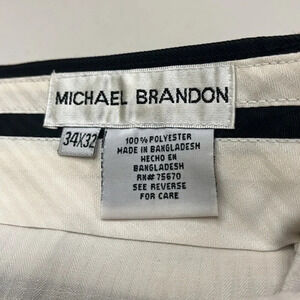 MICHAEL BRANDON
34X32
100% POLYESTER
MADE IN BANGLADESH
HECHO EN
BANGLADESH
RN# 75670
SEE REVERSE
FOR CARE